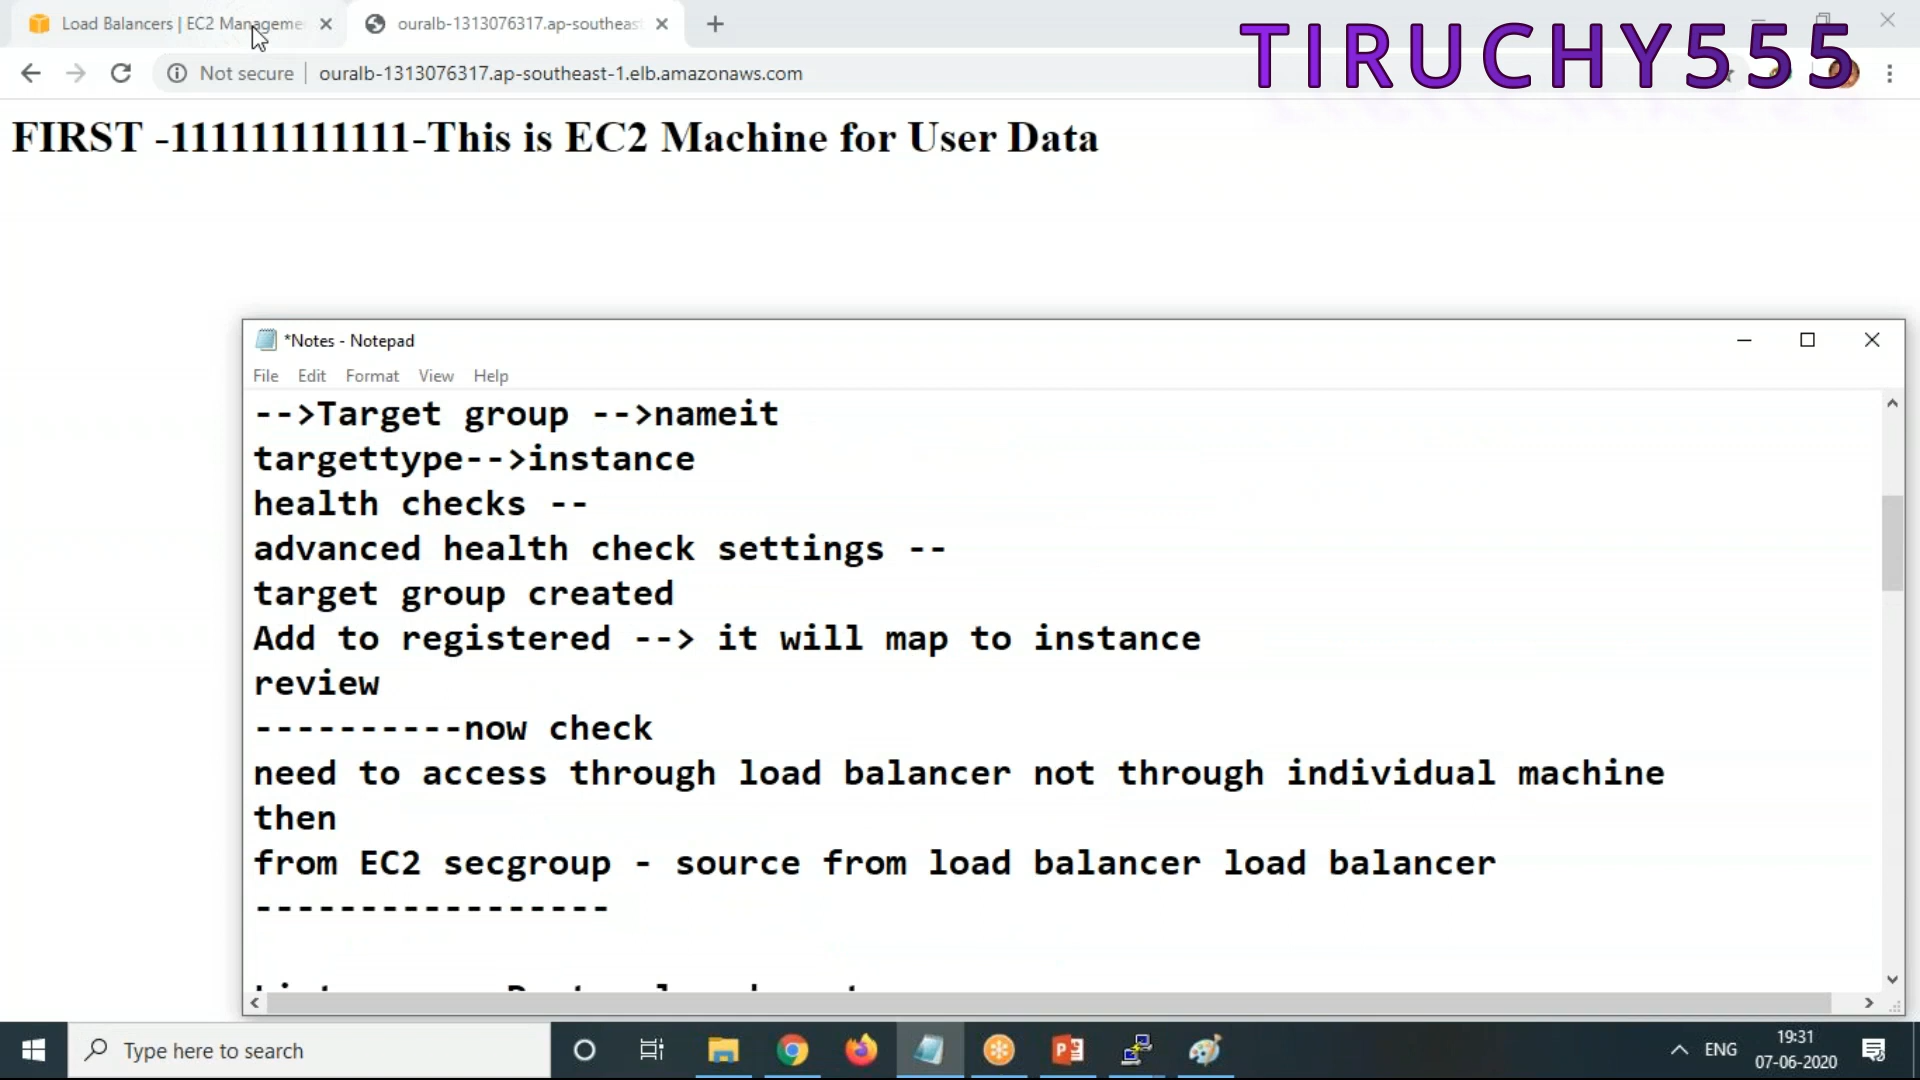 Load Balancers | EC2 Manageme
ouralb-1313076317.ap-southeas
TIRUCHY555
Not secure
ouralb-1313076317.ap-southeast-1.elb.amazonaws.com
FIRST -111111111111-This is EC2 Machine for User Data
*Notes - Notepad
File Edit Format View Help
-->Target group -->nameit
targettype-->instance
health checks --
advanced health check settings --
target group created
Add to registered --> it will map to instance
review
----------now check
need to access through load balancer not through individual machine
then
from EC2 secgroup - source from load balancer load balancer
-----------------
Type here to search
ENG
19:31
07-06-2020